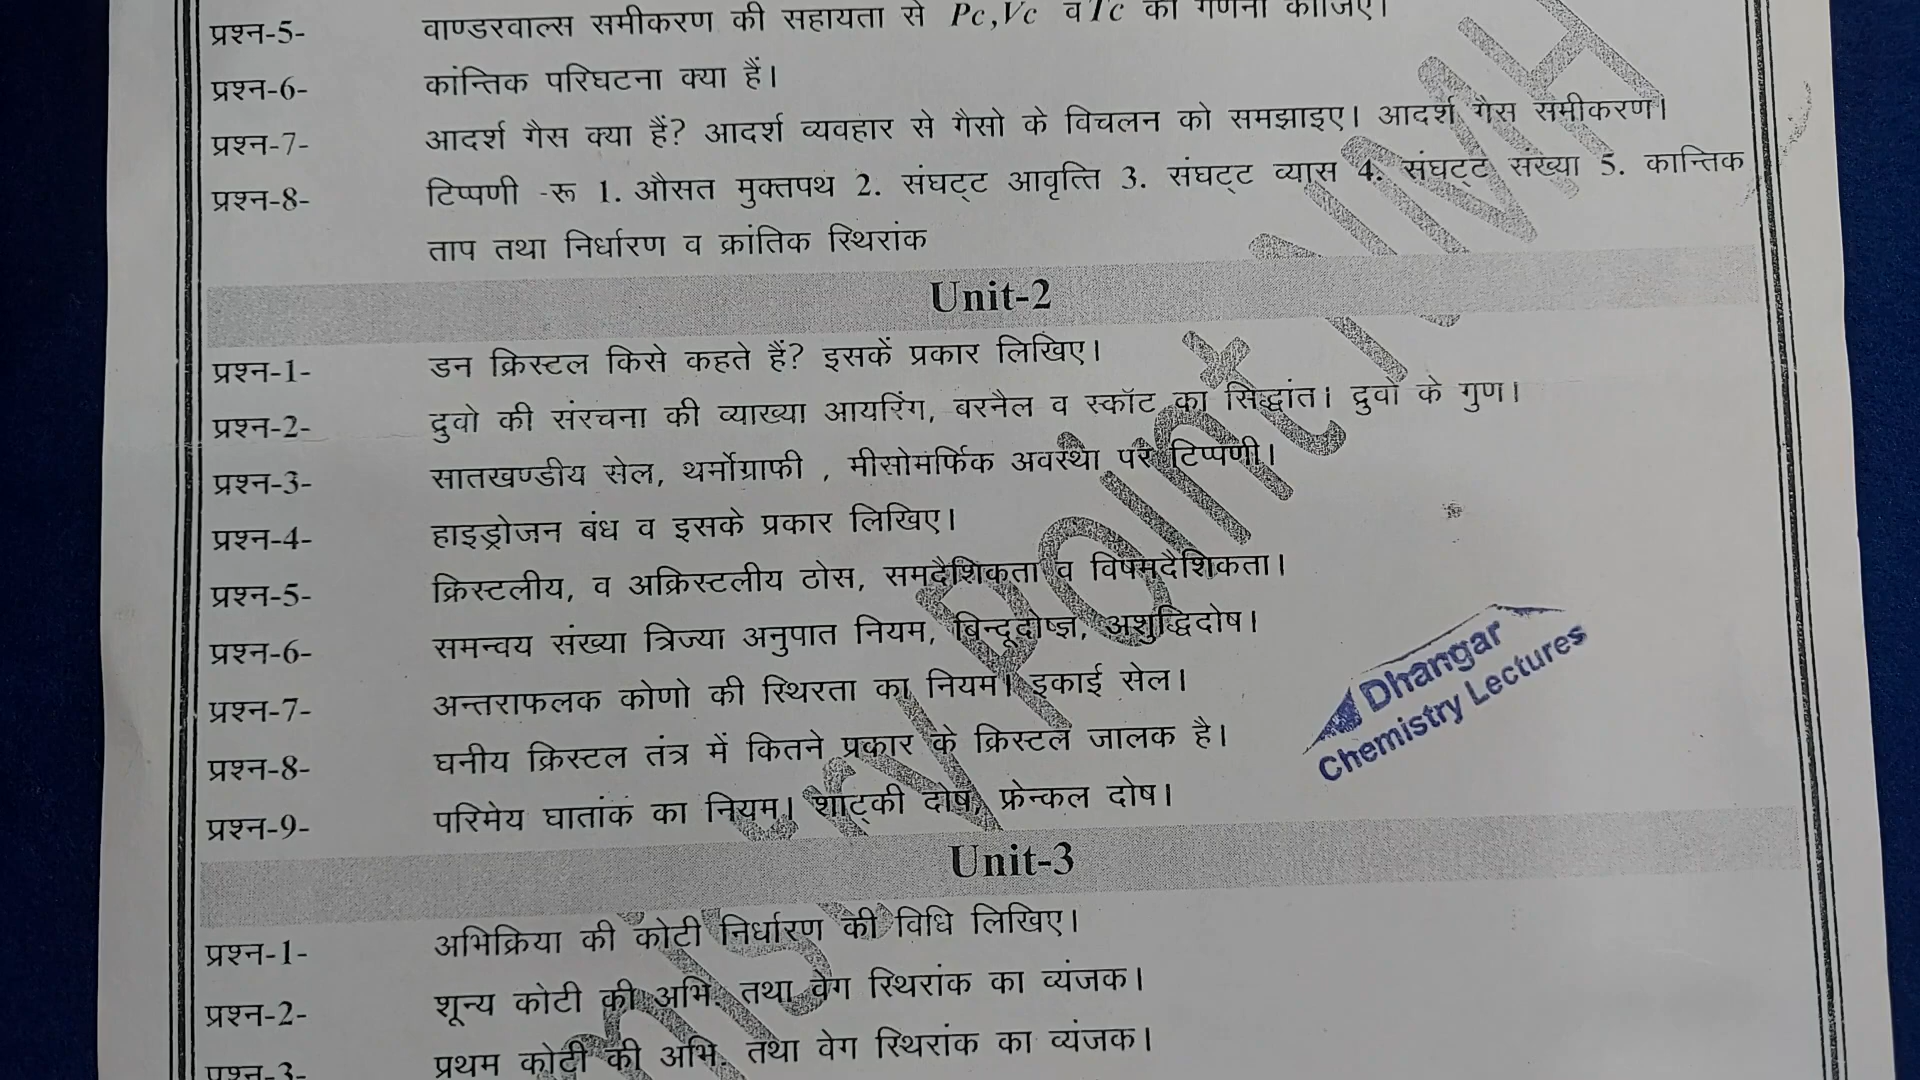 प्रश्न-5- वाण्डरवाल्स समीकरण की सहायता से Pc,Vc व Tc की गणना कीजिए।
प्रश्न-6- कांन्तिक परिघटना क्या हैं।
प्रश्न-7- आदर्श गैस क्या हैं? आदर्श व्यवहार से गैसो के विचलन को समझाइए। आदर्श गैस समीकरण।
प्रश्न-8- टिप्पणी -रू 1. औसत मुक्तपथ 2. संघट्ट आवृत्ति 3. संघट्ट व्यास 4. संघट्ट संख्या 5. कान्तिक
ताप तथा निर्धारण व क्रांतिक स्थिरांक
Unit-2
प्रश्न-1- डन क्रिस्टल किसे कहते हैं? इसकें प्रकार लिखिए।
प्रश्न-2- द्रुवो की संरचना की व्याख्या आयरिंग, बरनैल व स्कॉट का सिद्धांत। द्रुवों के गुण।
प्रश्न-3- सातखण्डीय सेल, थर्मोग्राफी , मीसोमर्फिक अवस्था पर टिप्पणी।
प्रश्न-4- हाइड्रोजन बंध व इसके प्रकार लिखिए।
प्रश्न-5- क्रिस्टलीय, व अक्रिस्टलीय ठोस, समदैशिकता व विषमदैशिकता।
प्रश्न-6- समन्वय संख्या त्रिज्या अनुपात नियम, बिन्दूदोष्ज्ञ, अशुद्धिदोष।
प्रश्न-7- अन्तराफलक कोणो की स्थिरता का नियम। इकाई सेल।
प्रश्न-8- घनीय क्रिस्टल तंत्र में कितने प्रकार के क्रिस्टल जालक है।
प्रश्न-9- परिमेय घातांक का नियम। शॉट्की दोष, फ्रेन्कल दोष।
Dhangar
Chemistry Lectures
Unit-3
प्रश्न-1- अभिक्रिया की कोटी निर्धारण की विधि लिखिए।
प्रश्न-2- शून्य कोटी की अभि. तथा वेग स्थिरांक का व्यंजक।
प्रश्न-3- प्रथम कोटी की अभि. तथा वेग स्थिरांक का व्यंजक।